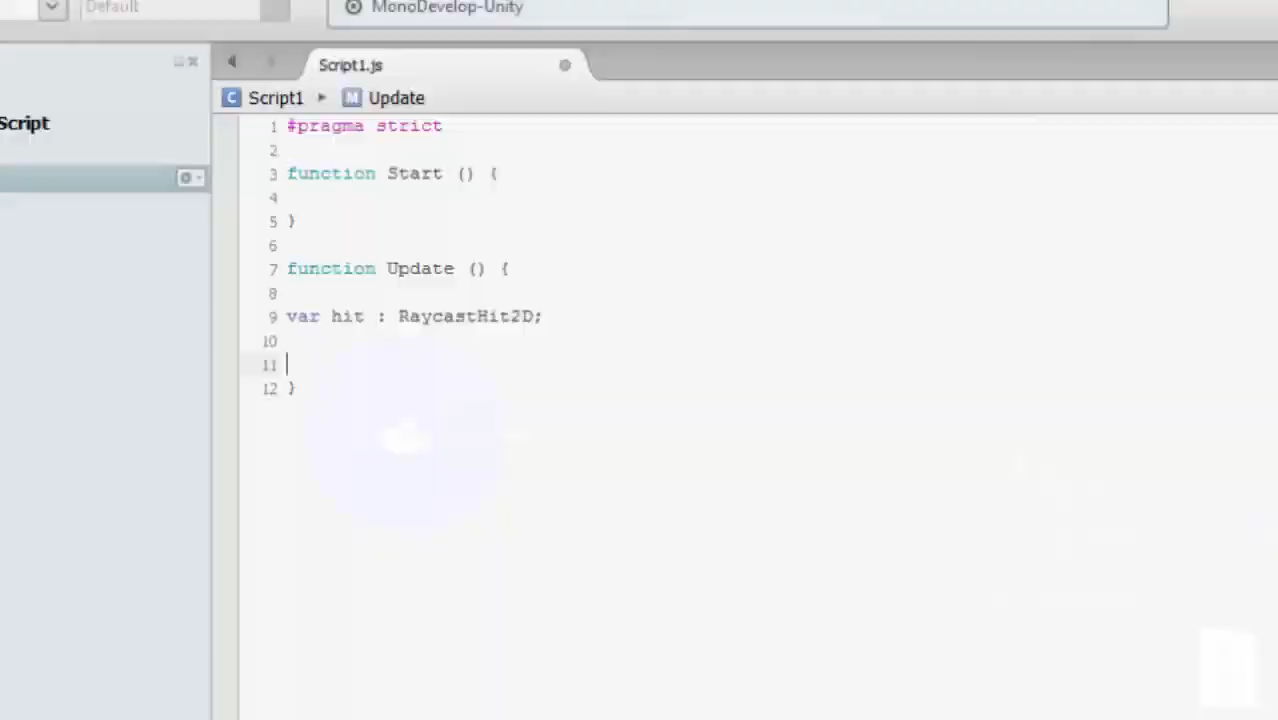 Default
MonoDevelop-Unity
Script1.js
Script1 Update
Script
1 #pragma strict
2
3 function Start () {
4
5 }
6
7 function Update () {
8
9 var hit : RaycastHit2D;
10
11
12 }